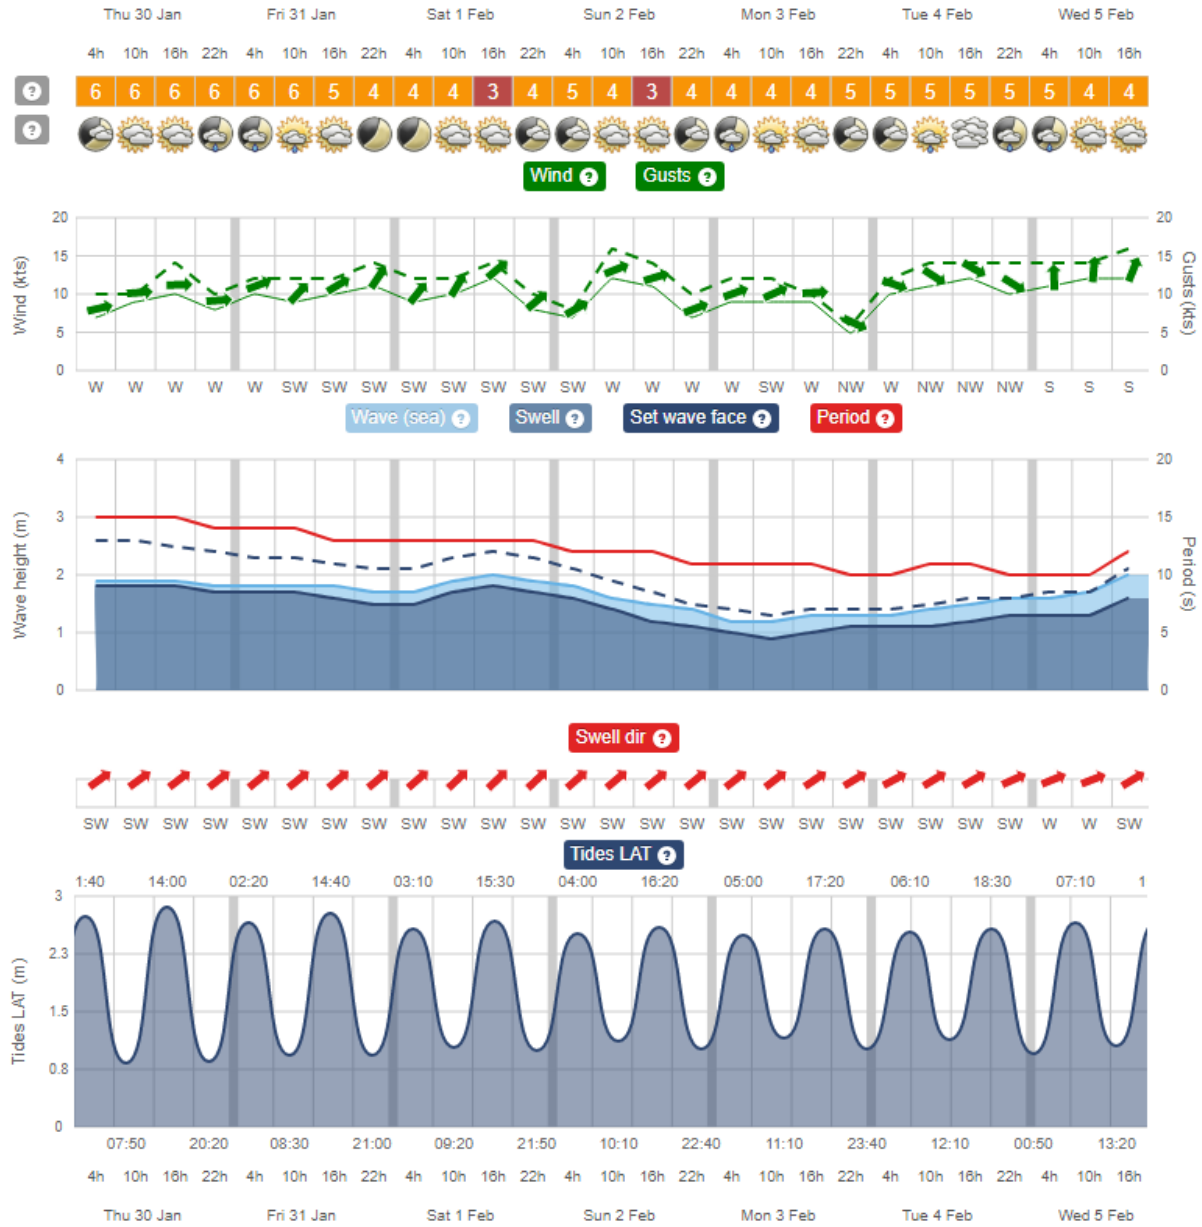 Thu 30 Jan Fri 31 Jan Sat 1 Feb Sun 2 Feb Mon 3 Feb Tue 4 Feb Wed 5 Feb
4h 10h 16h 22h 4h 10h 16h 22h 4h 10h 16h 22h 4h 10h 16h 22h 4h 10h 16h 22h 4h 10h 16h 22h 4h 10h 16h
? 6 6 6 6 6 6 5 4 4 4 3 4 5 4 3 4 4 4 4 5 5 5 5 5 5 4 4
?
Wind ? Gusts ?
20 20
15 15
10 10
5 5
0 0
Wind (kts)
Gusts (kts)
W W W W W SW SW SW SW SW SW SW SW W W W W SW W NW W NW NW NW S S S
Wave (sea) ? Swell ? Set wave face ? Period ?
4 20
3 15
2 10
1 5
0 0
Wave height (m)
Period (s)
Swell dir ?
SW SW SW SW SW SW SW SW SW SW SW SW SW SW SW SW SW SW SW SW SW SW SW SW W W SW
Tides LAT ?
1:40 14:00 02:20 14:40 03:10 15:30 04:00 16:20 05:00 17:20 06:10 18:30 07:10 1
3
2.3
1.5
0.8
0
Tides LAT (m)
07:50 20:20 08:30 21:00 09:20 21:50 10:10 22:40 11:10 23:40 12:10 00:50 13:20
4h 10h 16h 22h 4h 10h 16h 22h 4h 10h 16h 22h 4h 10h 16h 22h 4h 10h 16h 22h 4h 10h 16h 22h 4h 10h 16h
Thu 30 Jan Fri 31 Jan Sat 1 Feb Sun 2 Feb Mon 3 Feb Tue 4 Feb Wed 5 Feb